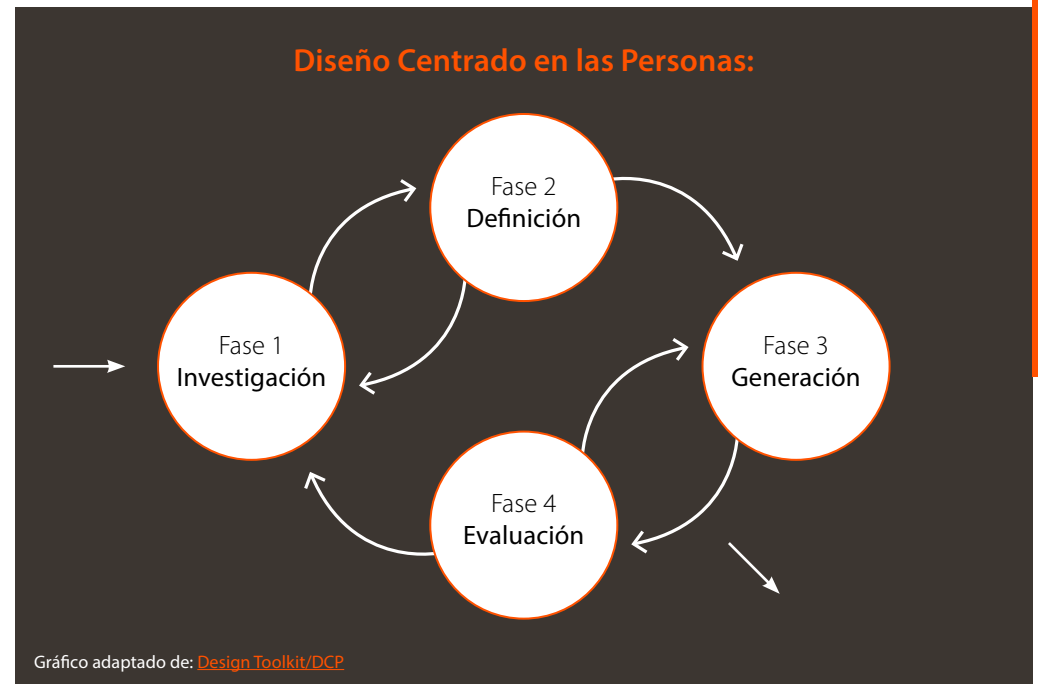 Diseño Centrado en las Personas:
Fase 1
Investigación
Fase 2
Definición
Fase 3
Generación
Fase 4
Evaluación
Gráfico adaptado de: Design Toolkit/DCP